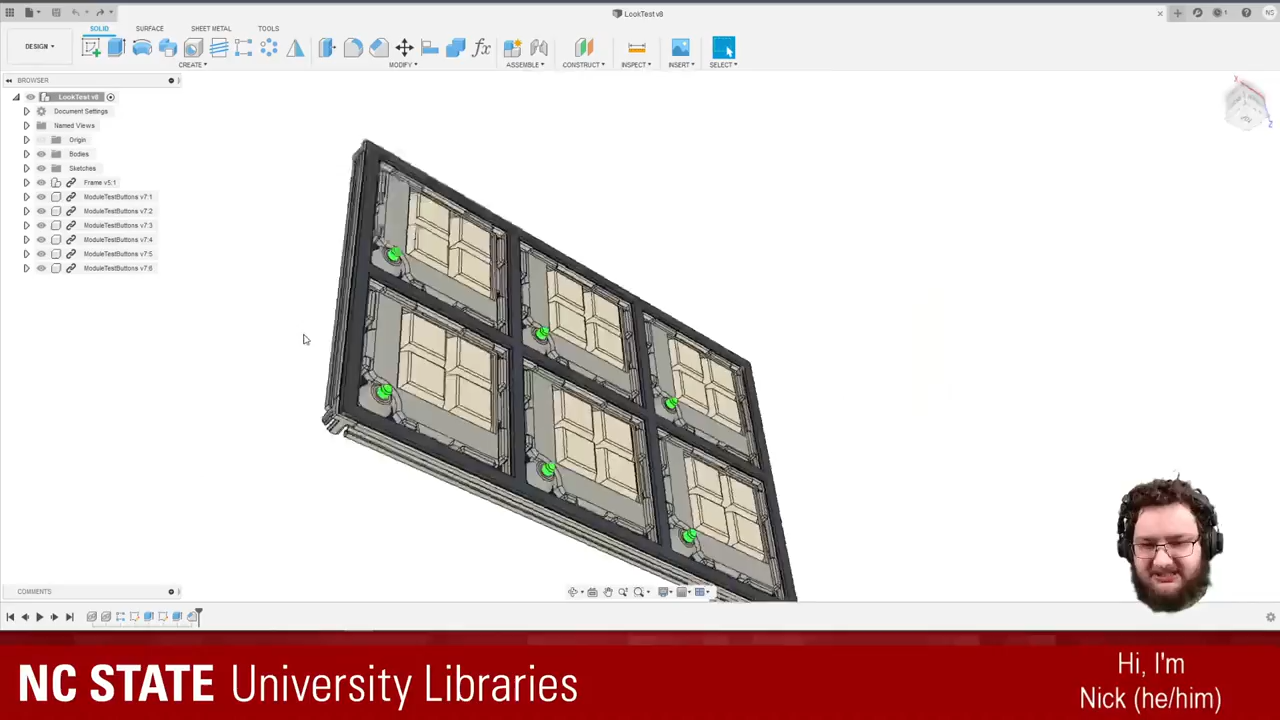 LookTest v8
NS
SOLID
SURFACE
SHEET METAL
TOOLS
DESIGN
CREATE
MODIFY
ASSEMBLE
CONSTRUCT
INSPECT
INSERT
SELECT
BROWSER
LookTest v8
Document Settings
Named Views
Origin
Bodies
Sketches
Frame v5:1
ModuleTestButtons v7:1
ModuleTestButtons v7:2
ModuleTestButtons v7:3
ModuleTestButtons v7:4
ModuleTestButtons v7:5
ModuleTestButtons v7:6
COMMENTS
NC STATE University Libraries
Hi, I'm
Nick (he/him)